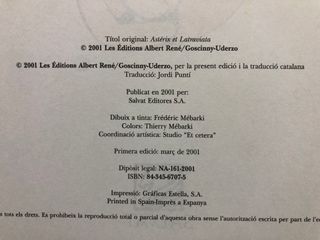 Títol original: Astérix et Latraviata
© 2001 Les Éditions Albert René/Goscinny-Uderzo
© 2001 Les Éditions Albert René/Goscinny-Uderzo, per la present edició i la traducció catalana
Traducció: Jordi Puntí
Publicat en 2001 per:
Salvat Editores S.A.
Dibuix a tinta: Frédéric Mébarki
Colors: Thierry Mébarki
Coordinació artística: Studio "Et cetera"
Primera edició: març de 2001
Dipòsit legal: NA-161-2001
ISBN: 84-345-6707-5
Impressió: Gráficas Estella, S.A.
Printed in Spain-Imprès a Espanya
s tots els drets. Es prohibeix la reproducció total o parcial d'aquesta obra sense l'autorització escrita per part de l'e